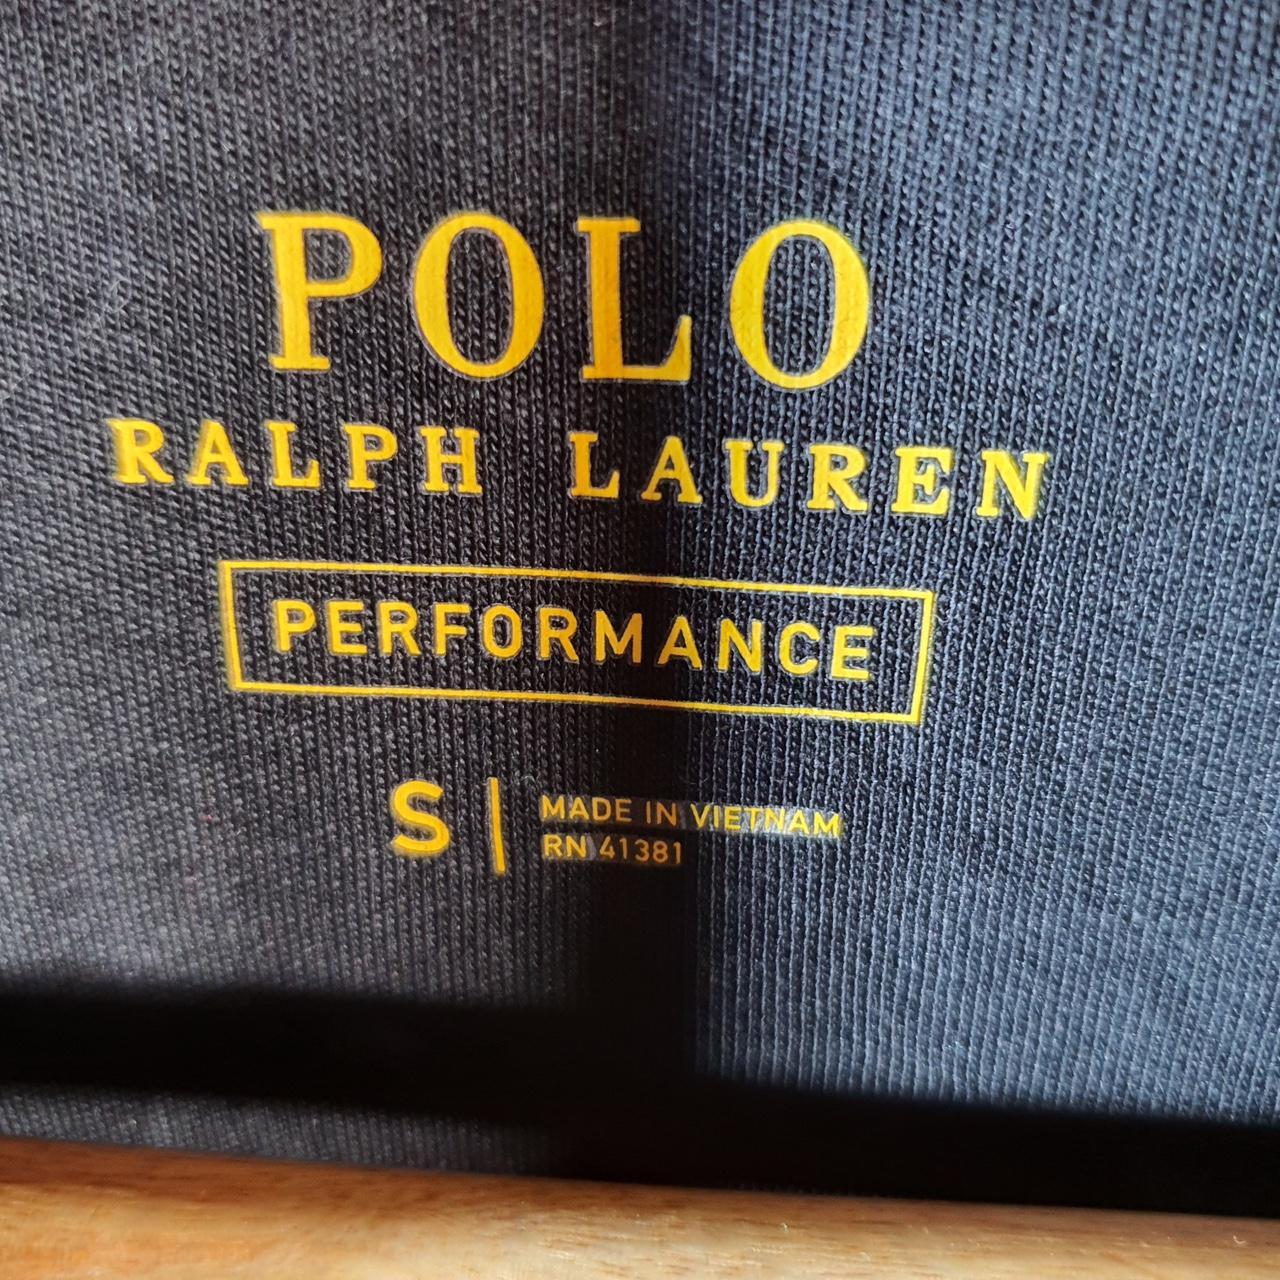 POLO
RALPH LAUREN
PERFORMANCE
S | MADE IN VIETNAM
RN 41381